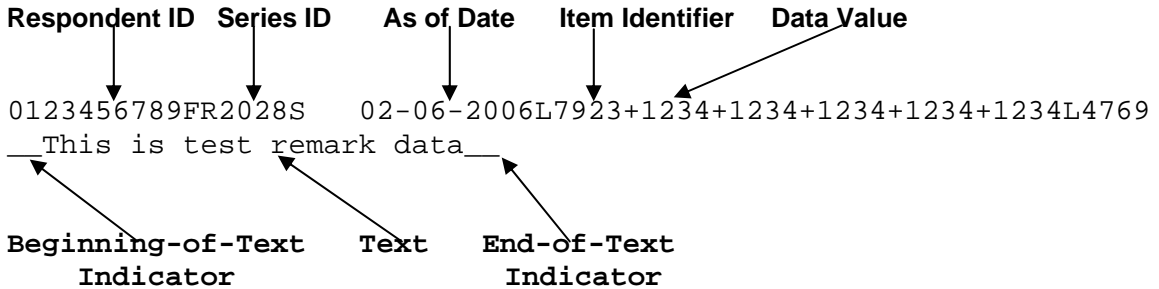 Respondent ID Series ID As of Date Item Identifier Data Value
0123456789FR2028S 02-06-2006L7923+1234+1234+1234+1234+1234L4769
__This is test remark data__
Beginning-of-Text Text End-of-Text
Indicator Indicator